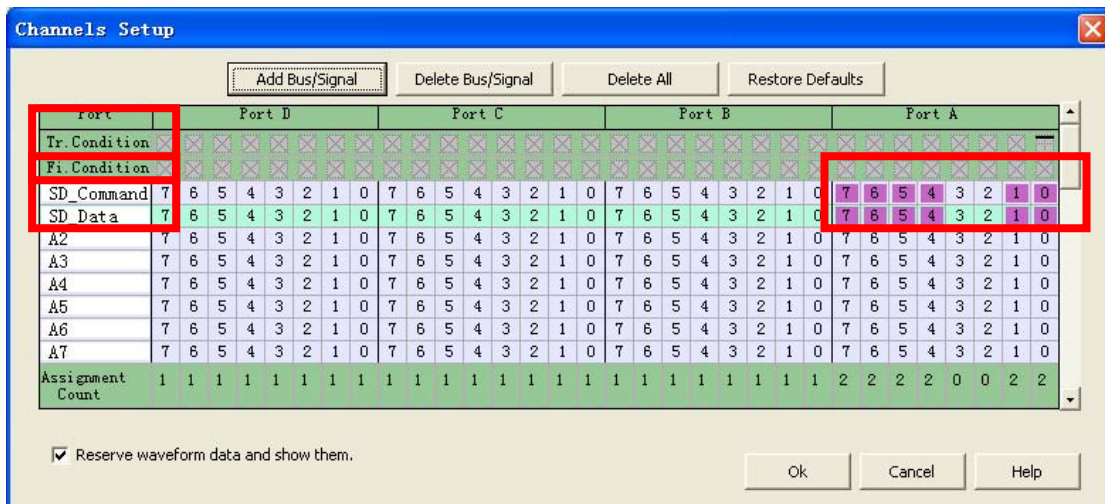 Channels Setup
Add Bus/Signal Delete Bus/Signal Delete All Restore Defaults
Port Port D Port C Port B Port A
Tr.Condition
Fi.Condition
SD_Command 7 6 5 4 3 2 1 0 7 6 5 4 3 2 1 0 7 6 5 4 3 2 1 0 7 6 5 4 3 2 1 0
SD_Data 7 6 5 4 3 2 1 0 7 6 5 4 3 2 1 0 7 6 5 4 3 2 1 0 7 6 5 4 3 2 1 0
A2 7 6 5 4 3 2 1 0 7 6 5 4 3 2 1 0 7 6 5 4 3 2 1 0 7 6 5 4 3 2 1 0
A3 7 6 5 4 3 2 1 0 7 6 5 4 3 2 1 0 7 6 5 4 3 2 1 0 7 6 5 4 3 2 1 0
A4 7 6 5 4 3 2 1 0 7 6 5 4 3 2 1 0 7 6 5 4 3 2 1 0 7 6 5 4 3 2 1 0
A5 7 6 5 4 3 2 1 0 7 6 5 4 3 2 1 0 7 6 5 4 3 2 1 0 7 6 5 4 3 2 1 0
A6 7 6 5 4 3 2 1 0 7 6 5 4 3 2 1 0 7 6 5 4 3 2 1 0 7 6 5 4 3 2 1 0
A7 7 6 5 4 3 2 1 0 7 6 5 4 3 2 1 0 7 6 5 4 3 2 1 0 7 6 5 4 3 2 1 0
Assignment
Count 1 1 1 1 1 1 1 1 1 1 1 1 1 1 1 1 1 1 1 1 1 1 1 1 2 2 2 2 0 0 2 2
Reserve waveform data and show them.
Ok Cancel Help